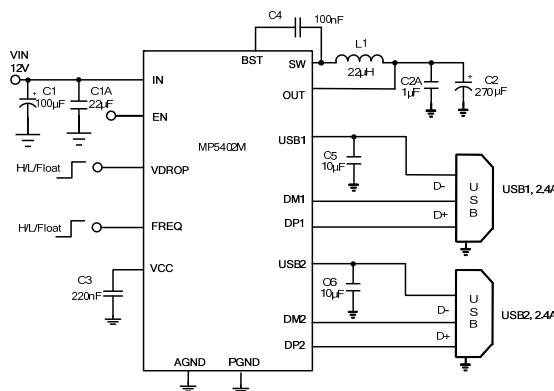 C4
100nF
BST
L1
22µH
SW
VIN
12V
C1
100µF
C1A
22µF
IN
OUT
C2A
1µF
C2
270µF
EN
MP5402M
USB1
C5
10µF
H/L/Float
VDROP
D-
U
S
B
USB1, 2.4A
DM1
D+
DP1
H/L/Float
FREQ
VCC
C3
220nF
USB2
C6
10µF
D-
U
S
B
USB2, 2.4A
DM2
D+
DP2
AGND
PGND